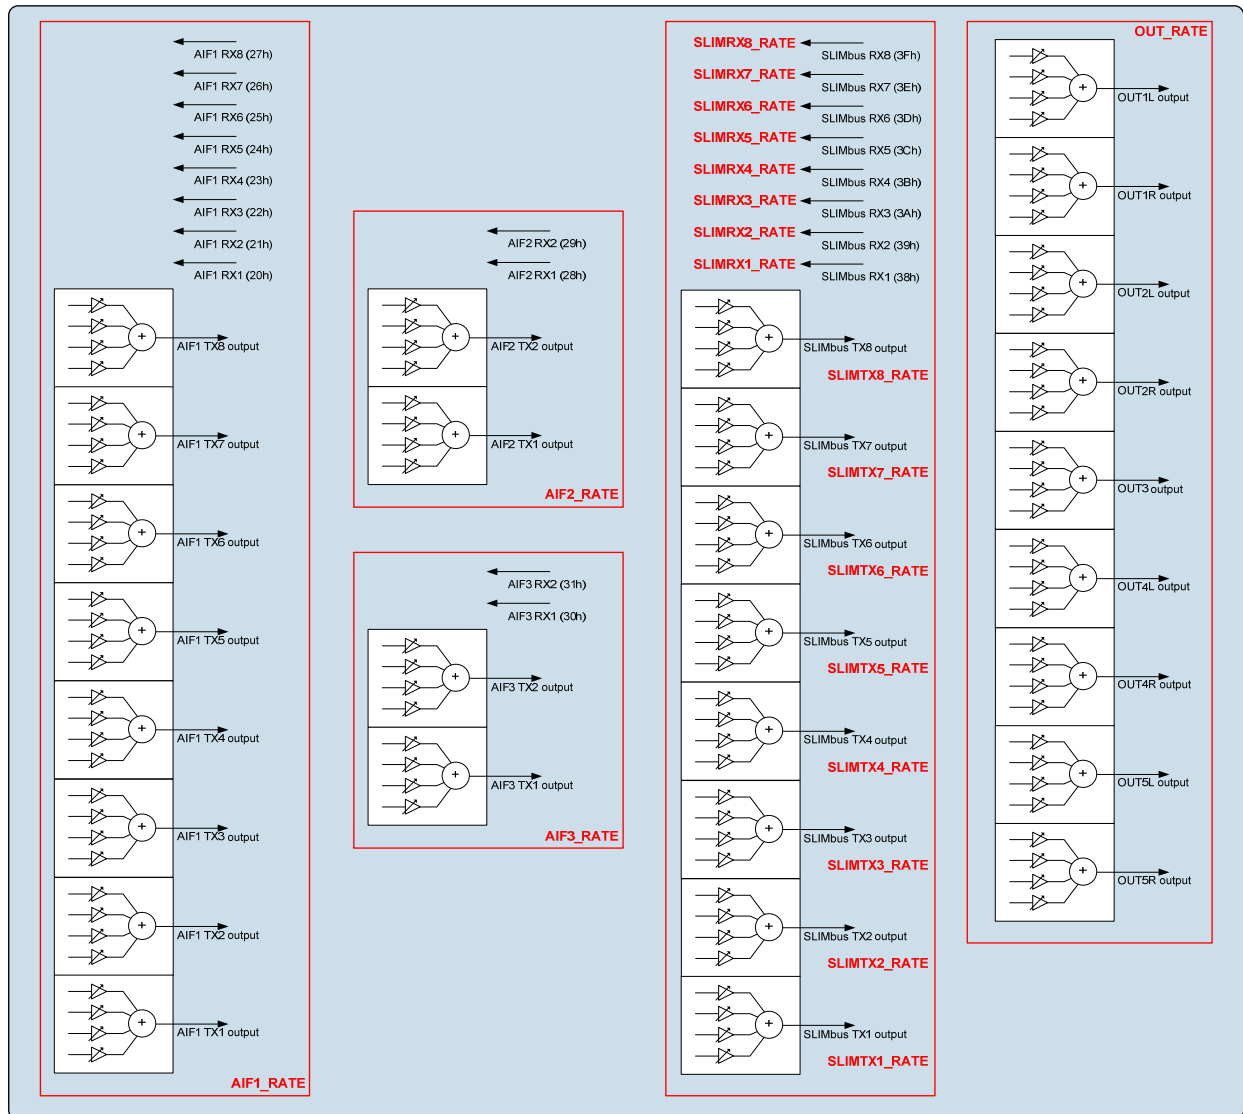 AIF1 RX8 (27h)
AIF1 RX7 (26h)
AIF1 RX6 (25h)
AIF1 RX5 (24h)
AIF1 RX4 (23h)
AIF1 RX3 (22h)
AIF1 RX2 (21h)
AIF1 RX1 (20h)
+
AIF1 TX8 output
+
AIF1 TX7 output
+
AIF1 TX6 output
+
AIF1 TX5 output
+
AIF1 TX4 output
+
AIF1 TX3 output
+
AIF1 TX2 output
+
AIF1 TX1 output
AIF1_RATE
AIF2 RX2 (29h)
AIF2 RX1 (28h)
+
AIF2 TX2 output
+
AIF2 TX1 output
AIF2_RATE
AIF3 RX2 (31h)
AIF3 RX1 (30h)
+
AIF3 TX2 output
+
AIF3 TX1 output
AIF3_RATE
SLIMRX8_RATE
SLIMbus RX8 (3Fh)
SLIMRX7_RATE
SLIMbus RX7 (3Eh)
SLIMRX6_RATE
SLIMbus RX6 (3Dh)
SLIMRX5_RATE
SLIMbus RX5 (3Ch)
SLIMRX4_RATE
SLIMbus RX4 (3Bh)
SLIMRX3_RATE
SLIMbus RX3 (3Ah)
SLIMRX2_RATE
SLIMbus RX2 (39h)
SLIMRX1_RATE
SLIMbus RX1 (38h)
+
SLIMbus TX8 output
SLIMTX8_RATE
+
SLIMbus TX7 output
SLIMTX7_RATE
+
SLIMbus TX6 output
SLIMTX6_RATE
+
SLIMbus TX5 output
SLIMTX5_RATE
+
SLIMbus TX4 output
SLIMTX4_RATE
+
SLIMbus TX3 output
SLIMTX3_RATE
+
SLIMbus TX2 output
SLIMTX2_RATE
+
SLIMbus TX1 output
SLIMTX1_RATE
OUT_RATE
+
OUT1L output
+
OUT1R output
+
OUT2L output
+
OUT2R output
+
OUT3 output
+
OUT4L output
+
OUT4R output
+
OUT5L output
+
OUT5R output